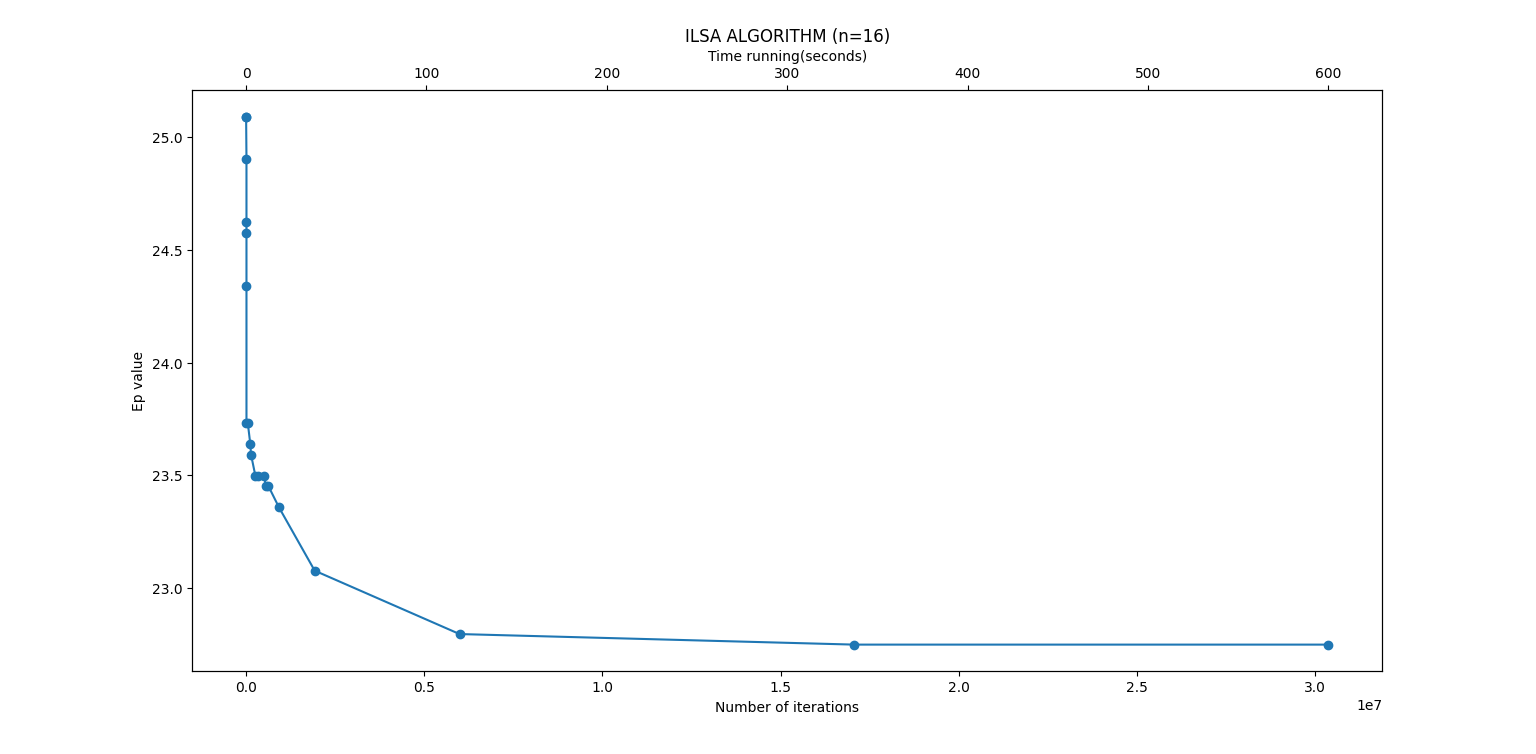 ILSA ALGORITHM (n=16)
Time running(seconds)
0 100 200 300 400 500 600
25.0
24.5
24.0
23.5
23.0
Ep value
0.0 0.5 1.0 1.5 2.0 2.5 3.0
1e7
Number of iterations